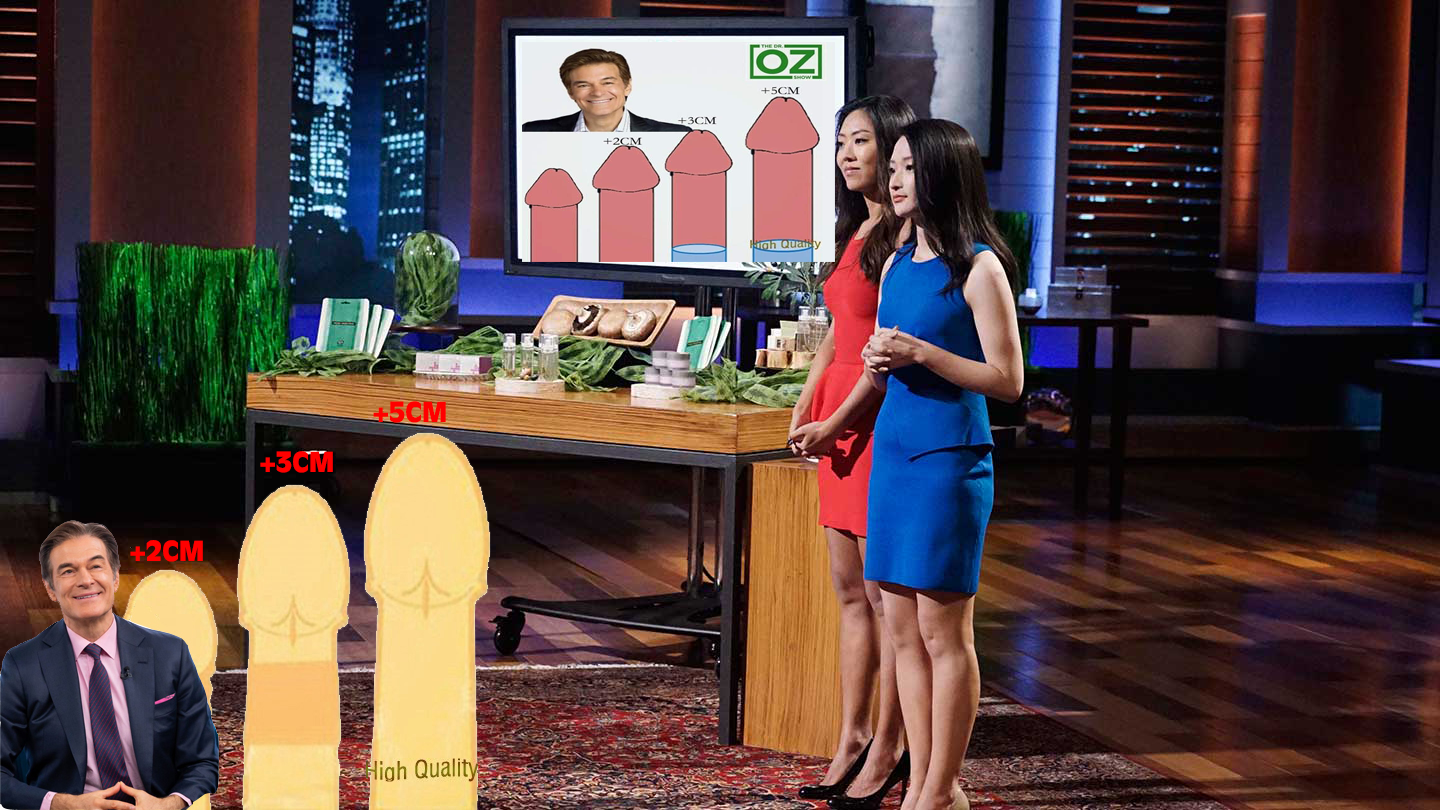 THE DR.
OZ
SHOW
+5CM
+3CM
+2CM
High Quality
+5CM
+3CM
+2CM
High Quality